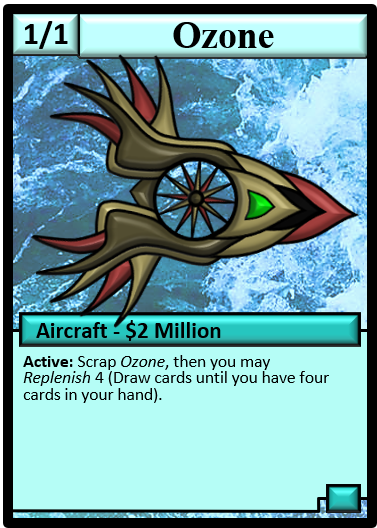 1/1 Ozone
Aircraft - $2 Million
Active: Scrap Ozone, then you may
Replenish 4 (Draw cards until you have four
cards in your hand).